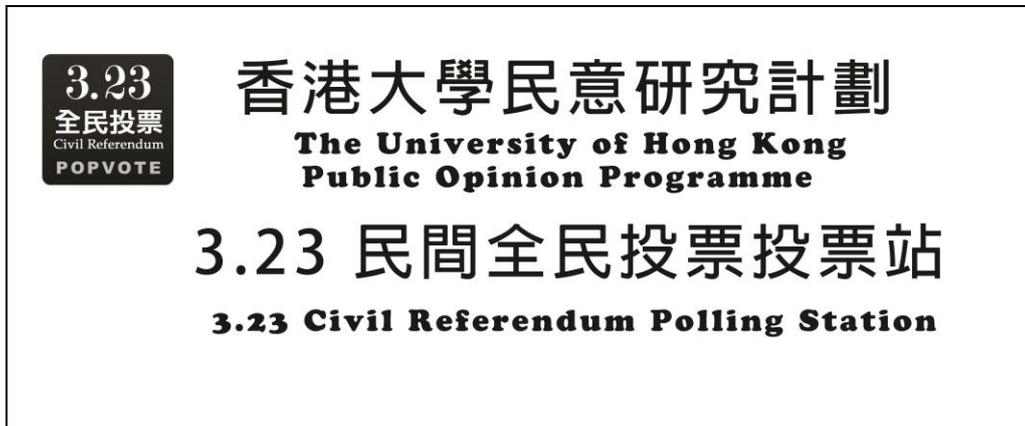 3.23
全民投票
Civil Referendum
POPVOTE
香港大學民意研究計劃
The University of Hong Kong
Public Opinion Programme
3.23 民間全民投票投票站
3.23 Civil Referendum Polling Station